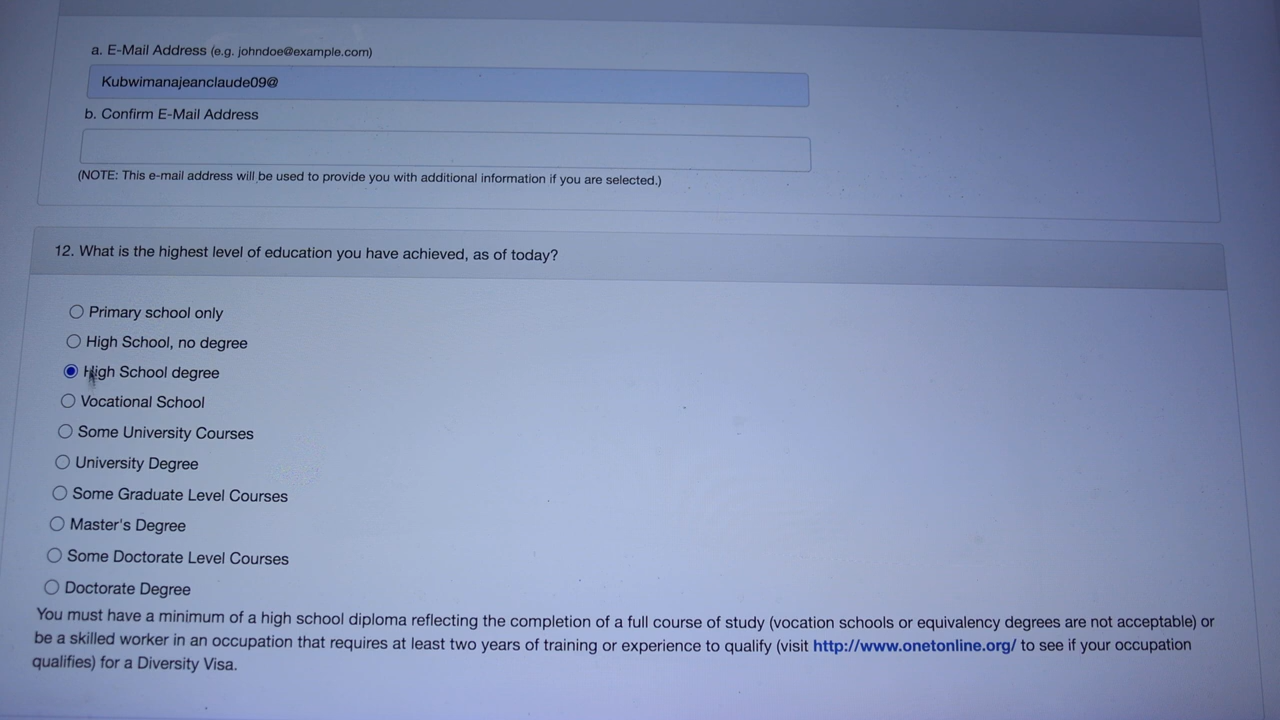 a. E-Mail Address (e.g. johndoe@example.com)
Kubwimanajeanclaude09@
b. Confirm E-Mail Address
(NOTE: This e-mail address will be used to provide you with additional information if you are selected.)
12. What is the highest level of education you have achieved, as of today?
Primary school only
High School, no degree
High School degree
Vocational School
Some University Courses
University Degree
Some Graduate Level Courses
Master's Degree
Some Doctorate Level Courses
Doctorate Degree
You must have a minimum of a high school diploma reflecting the completion of a full course of study (vocation schools or equivalency degrees are not acceptable) or
be a skilled worker in an occupation that requires at least two years of training or experience to qualify (visit http://www.onetonline.org/ to see if your occupation
qualifies) for a Diversity Visa.